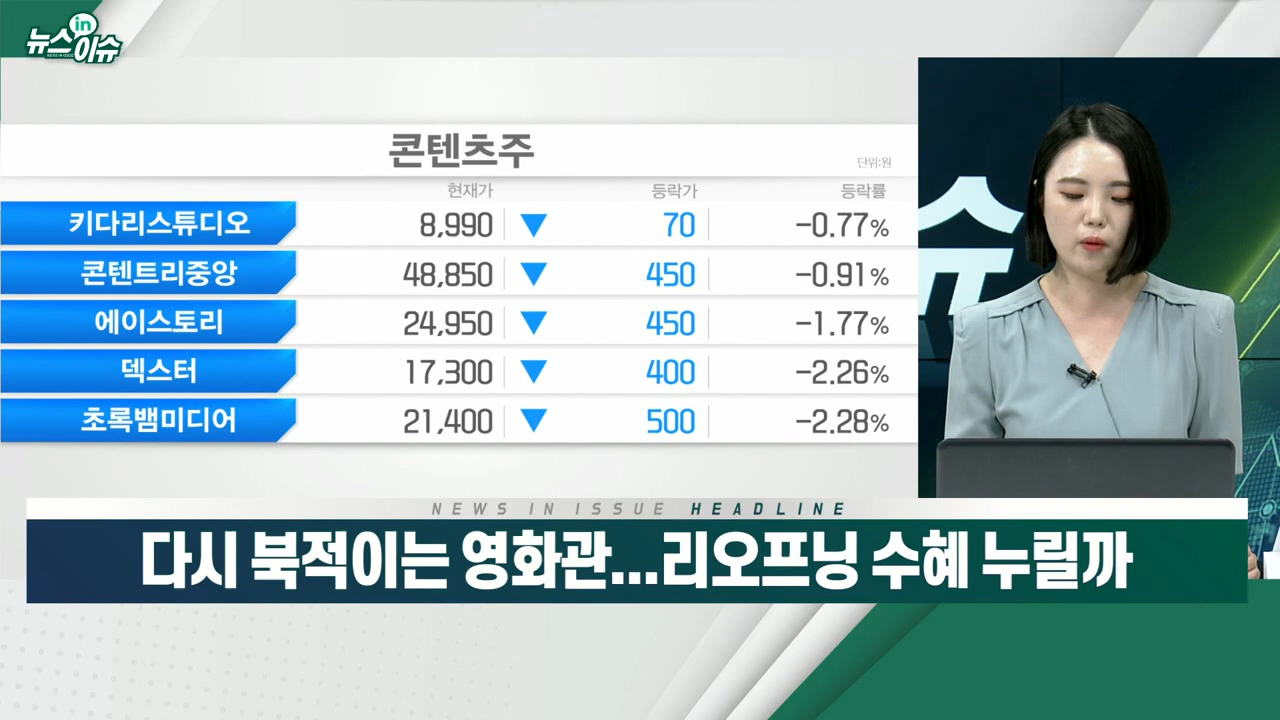 뉴스in이슈
콘텐츠주
단위:원
현재가 등락가 등락률
키다리스튜디오 8,990 ▼ 70 -0.77%
콘텐트리중앙 48,850 ▼ 450 -0.91%
에이스토리 24,950 ▼ 450 -1.77%
덱스터 17,300 ▼ 400 -2.26%
초록뱀미디어 21,400 ▼ 500 -2.28%
슈
NEWS IN ISSUE HEADLINE
다시 북적이는 영화관...리오프닝 수혜 누릴까